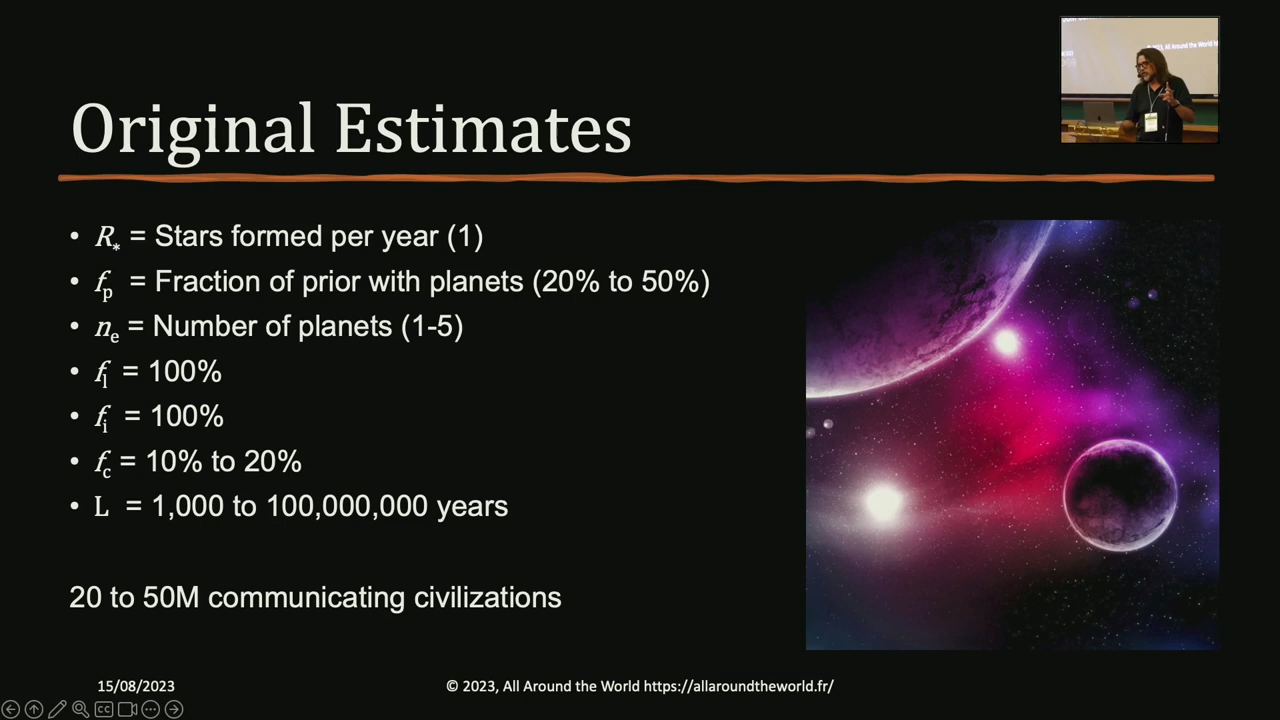 Original Estimates
• R* = Stars formed per year (1)
• fp = Fraction of prior with planets (20% to 50%)
• ne = Number of planets (1-5)
• fl = 100%
• fi = 100%
• fc = 10% to 20%
• L = 1,000 to 100,000,000 years
20 to 50M communicating civilizations
15/08/2023
© 2023, All Around the World https://allaroundtheworld.fr/
CC